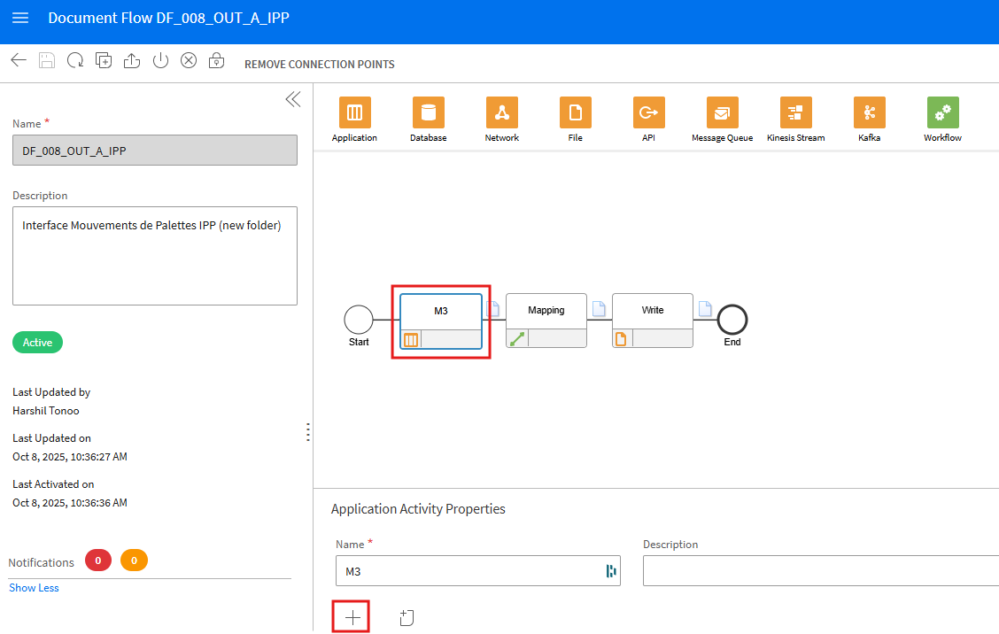 Document Flow DF_008_OUT_A_IPP
REMOVE CONNECTION POINTS
Name *
DF_008_OUT_A_IPP
Description
Interface Mouvements de Palettes IPP (new folder)
Active
Last Updated by
Harshil Tonoo
Last Updated on
Oct 8, 2025, 10:36:27 AM
Last Activated on
Oct 8, 2025, 10:36:36 AM
Notifications 0 0
Show Less
Application Database Network File API Message Queue Kinesis Stream Kafka Workflow
M3 Mapping Write
Start End
Application Activity Properties
Name * Description
M3